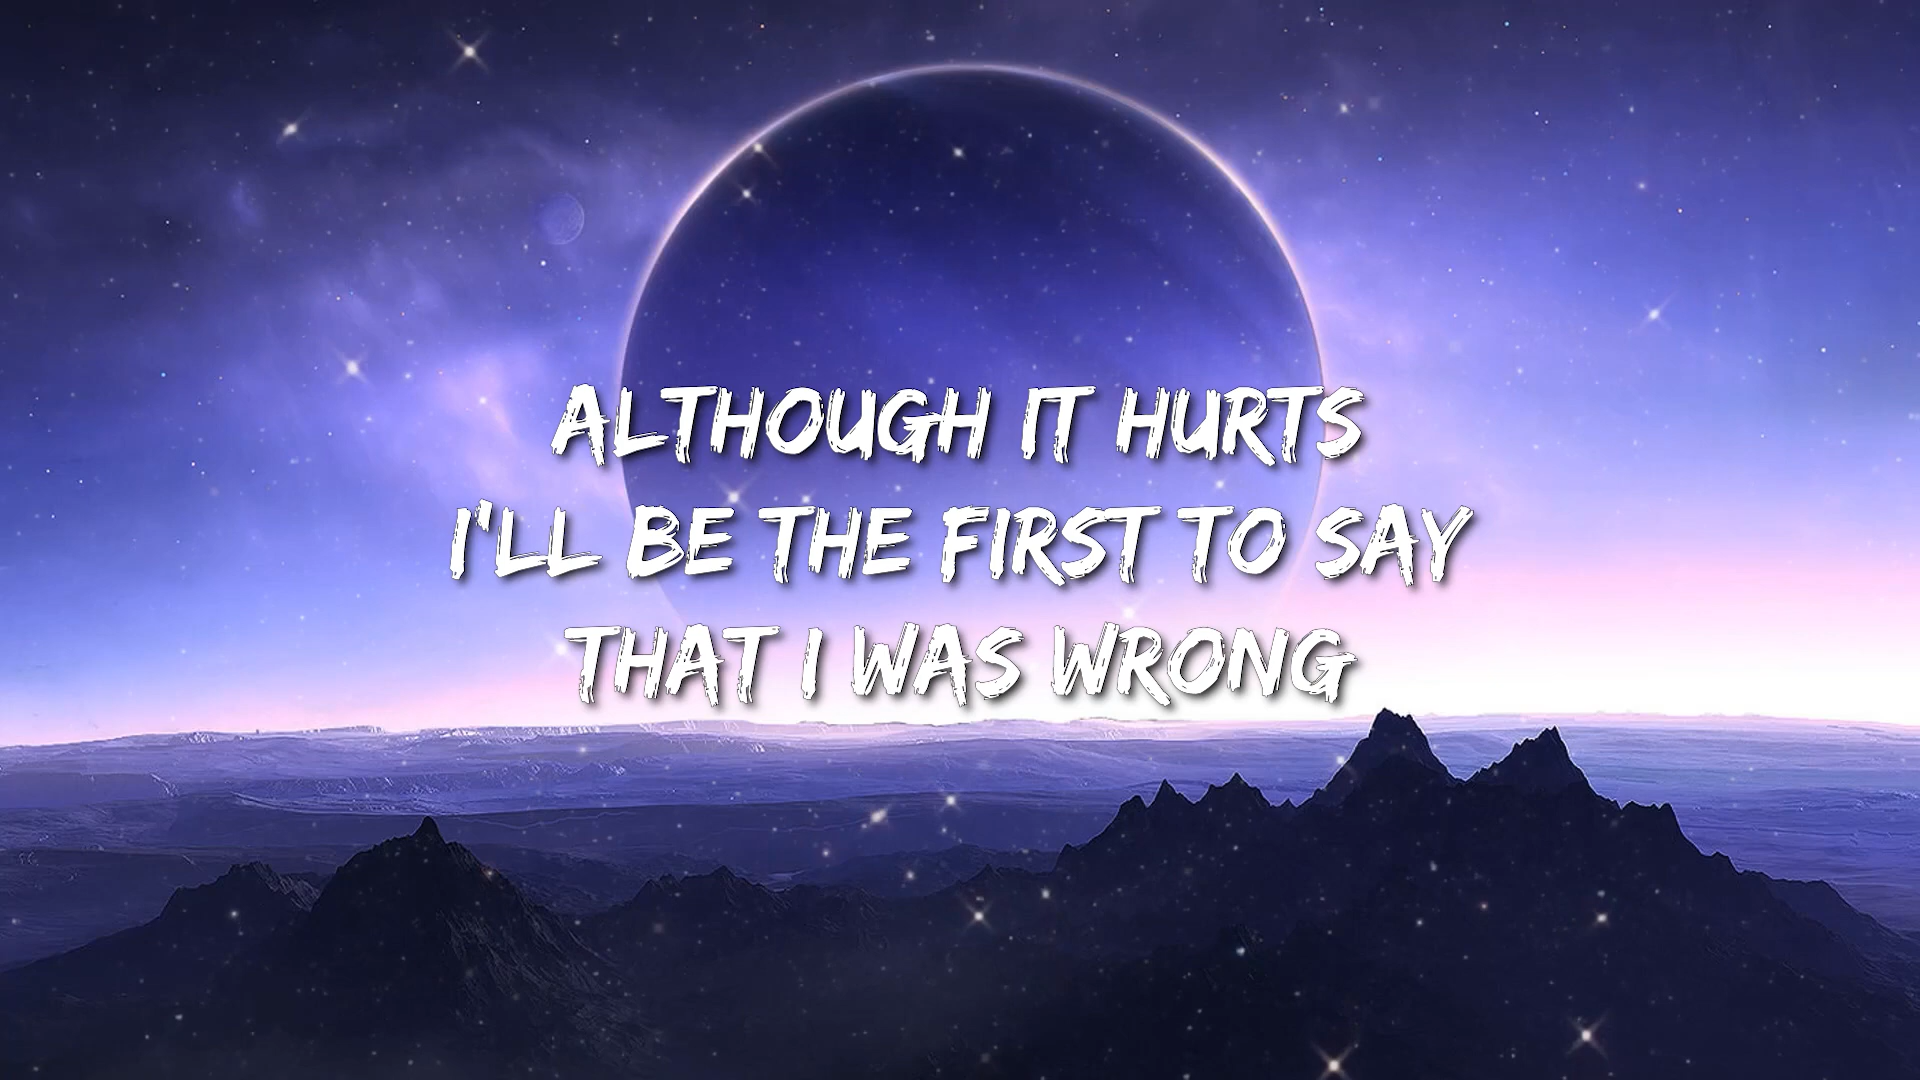 ALTHOUGH IT HURTS
I'LL BE THE FIRST TO SAY
THAT I WAS WRONG